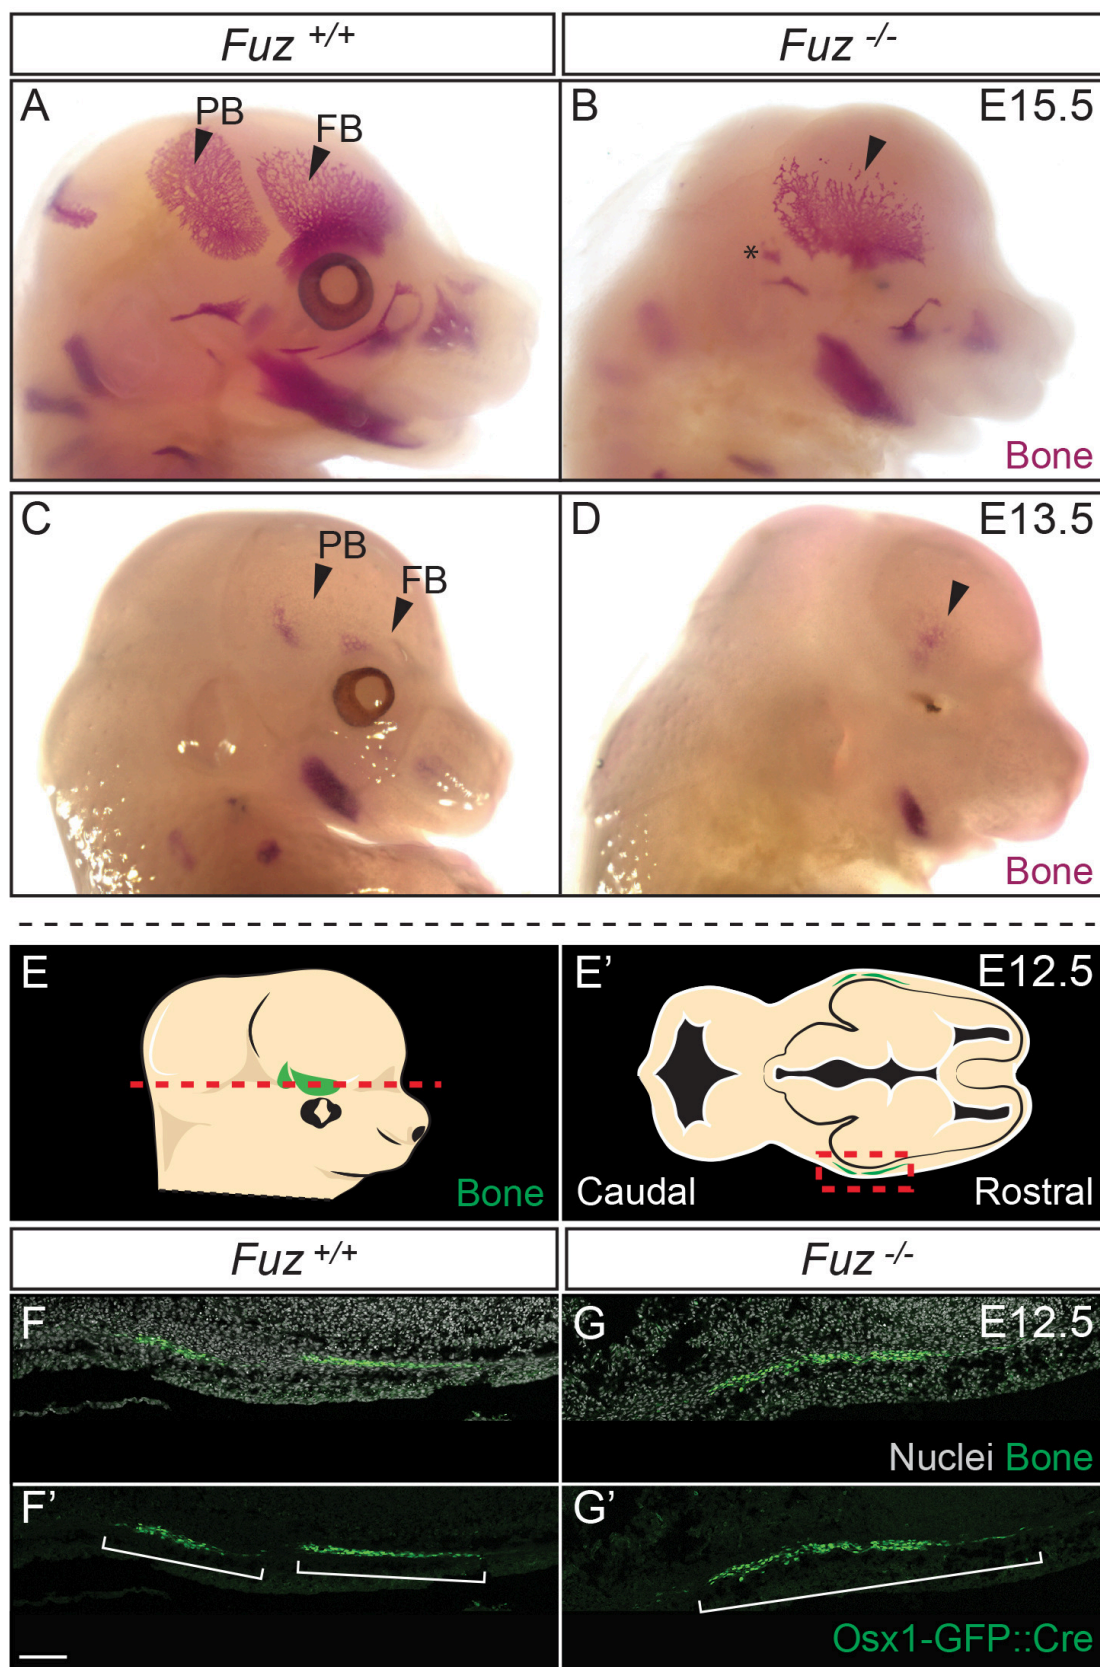 Fuz +/+
Fuz -/-
A
PB
FB
B
E15.5
*
Bone
C
PB
FB
D
E13.5
Bone
E
Bone
E’
E12.5
Caudal
Rostral
Fuz +/+
Fuz -/-
F
G
E12.5
Nuclei Bone
F’
G’
Osx1-GFP::Cre